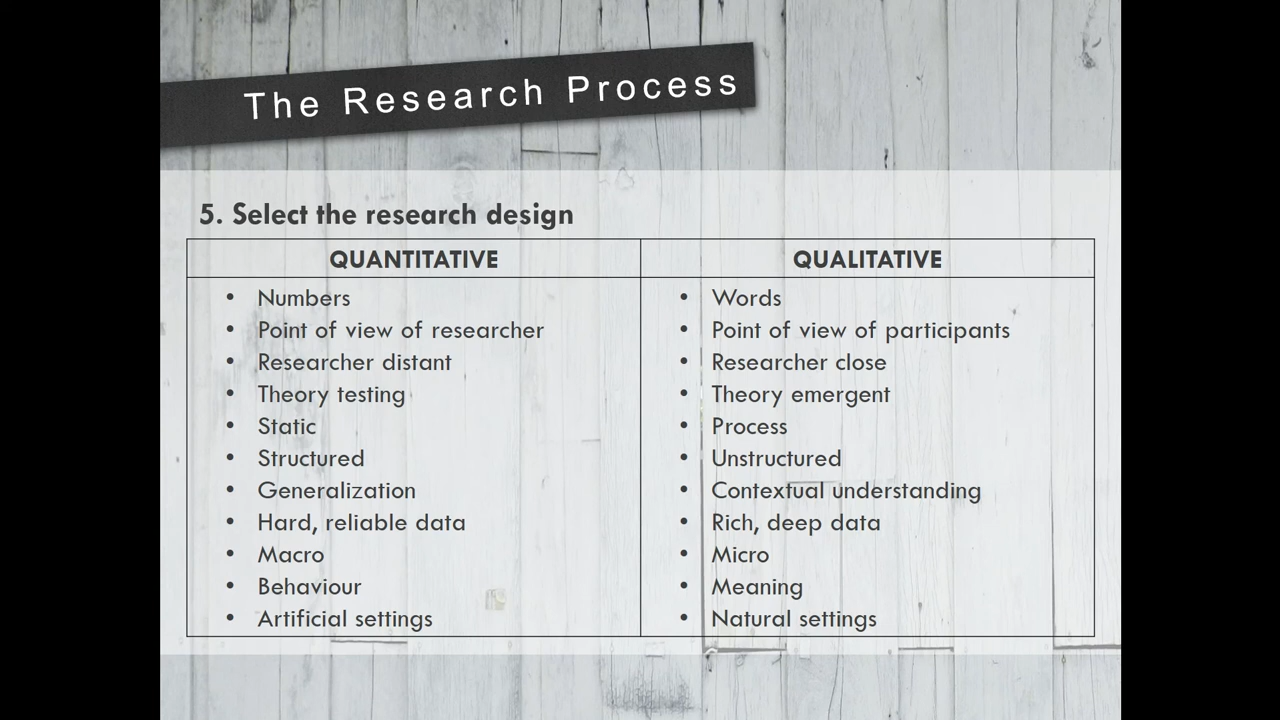 The Research Process
5. Select the research design
QUANTITATIVE
• Numbers
• Point of view of researcher
• Researcher distant
• Theory testing
• Static
• Structured
• Generalization
• Hard, reliable data
• Macro
• Behaviour
• Artificial settings
QUALITATIVE
• Words
• Point of view of participants
• Researcher close
• Theory emergent
• Process
• Unstructured
• Contextual understanding
• Rich, deep data
• Micro
• Meaning
• Natural settings